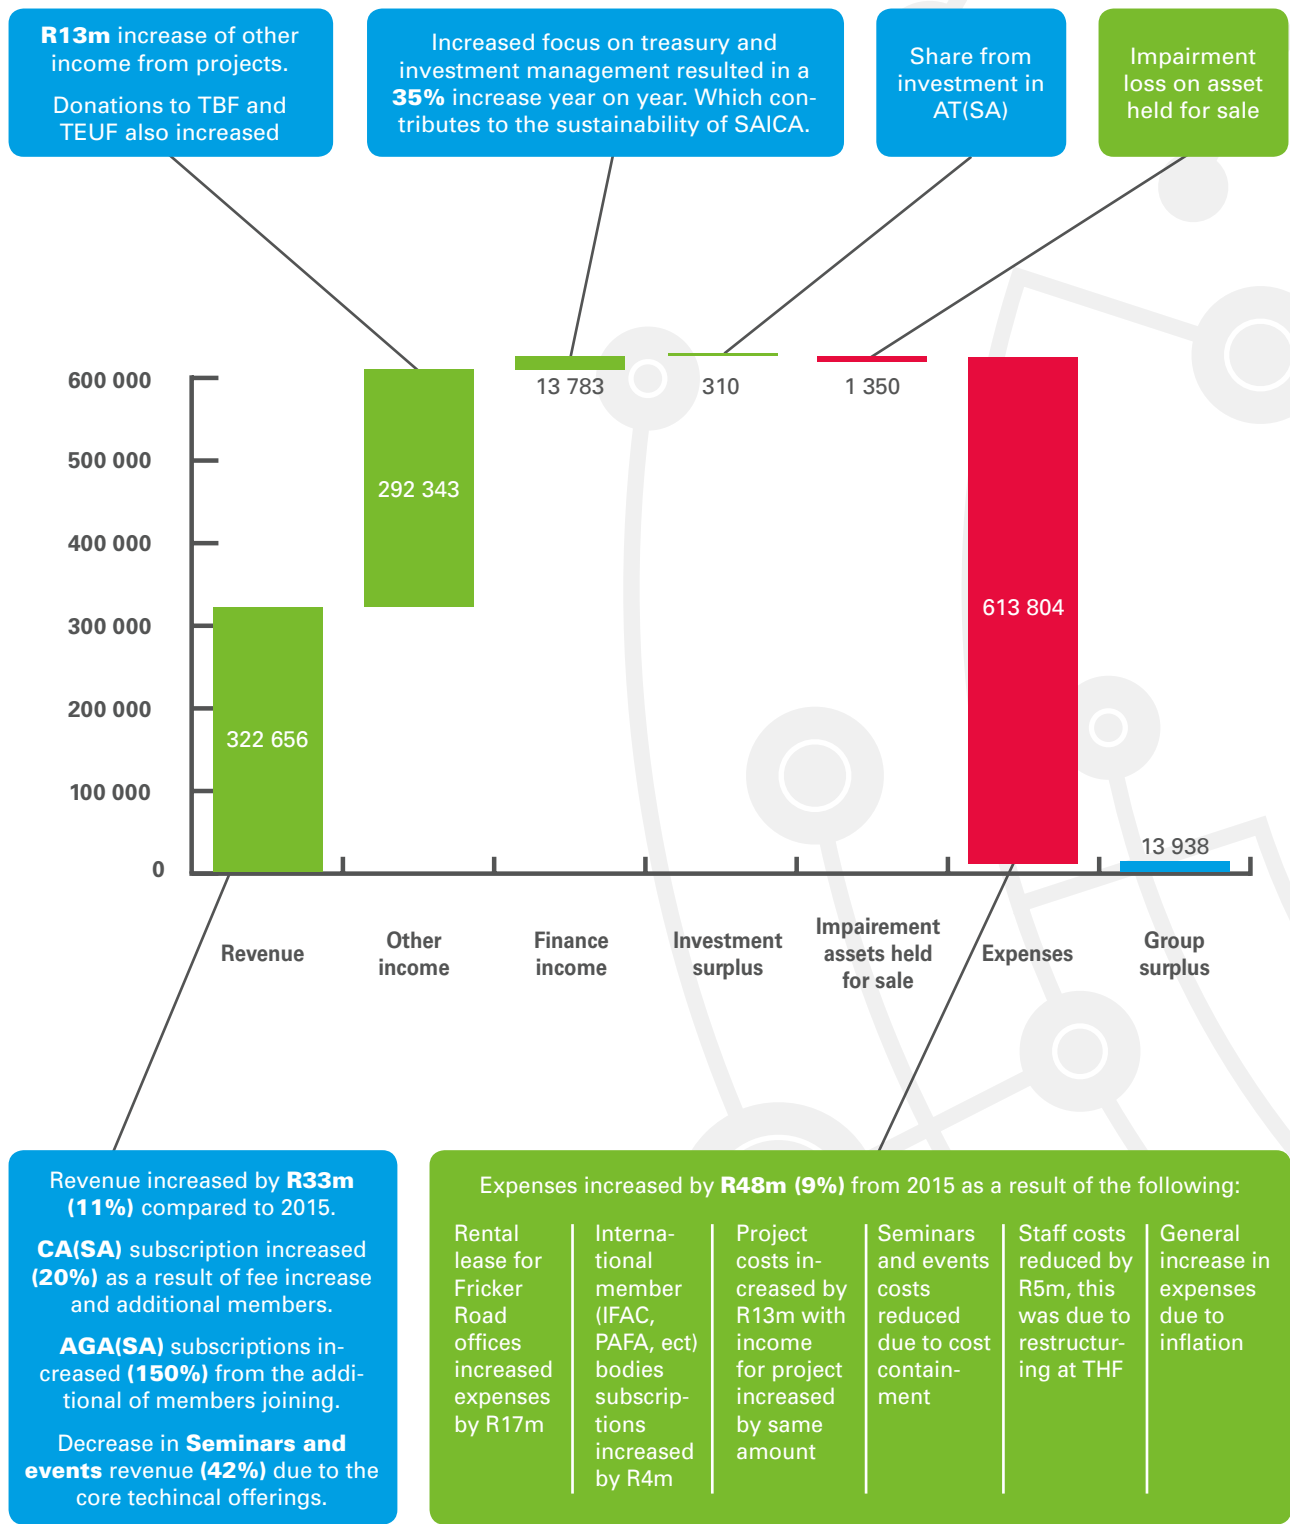 R13m increase of other
income from projects.
Donations to TBF and
TEUF also increased
Increased focus on treasury and
investment management resulted in a
35% increase year on year. Which con-
tributes to the sustainability of SAICA.
Share from
investment in
AT(SA)
Impairment
loss on asset
held for sale
600 000
500 000
400 000
300 000
200 000
100 000
0
322 656
292 343
13 783
310
1 350
613 804
13 938
Revenue
Other
income
Finance
income
Investment
surplus
Impairement
assets held
for sale
Expenses
Group
surplus
Revenue increased by R33m
(11%) compared to 2015.
CA(SA) subscription increased
(20%) as a result of fee increase
and additional members.
AGA(SA) subscriptions in-
creased (150%) from the addi-
tional of members joining.
Decrease in Seminars and
events revenue (42%) due to the
core techincal offerings.
Expenses increased by R48m (9%) from 2015 as a result of the following:
Rental
lease for
Fricker
Road
offices
increased
expenses
by R17m
Interna-
tional
member
(IFAC,
PAFA, ect)
bodies
subscrip-
tions
increased
by R4m
Project
costs in-
creased by
R13m with
income
for project
increased
by same
amount
Seminars
and events
costs
reduced
due to cost
contain-
ment
Staff costs
reduced by
R5m, this
was due to
restructur-
ing at THF
General
increase in
expenses
due to
inflation